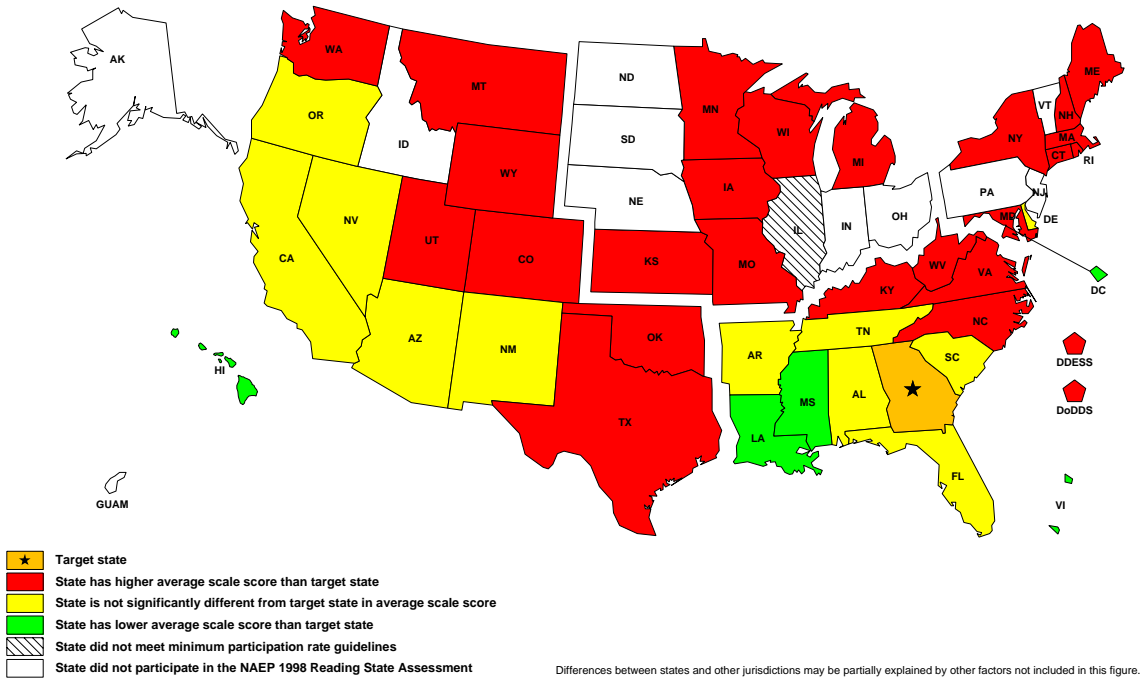 AK
WA
MT
ND
MN
ME
VT
NH
OR
ID
SD
WI
NY
MA
CT
RI
MI
WY
IA
NE
PA
NJ
NV
UT
CO
IL
IN
OH
MD
DE
CA
KS
MO
WV
VA
KY
DC
AZ
NM
OK
AR
TN
NC
SC
HI
TX
LA
MS
AL
DDESS
DoDDS
FL
GUAM
VI
Target state
State has higher average scale score than target state
State is not significantly different from target state in average scale score
State has lower average scale score than target state
State did not meet minimum participation rate guidelines
State did not participate in the NAEP 1998 Reading State Assessment
Differences between states and other jurisdictions may be partially explained by other factors not included in this figure.